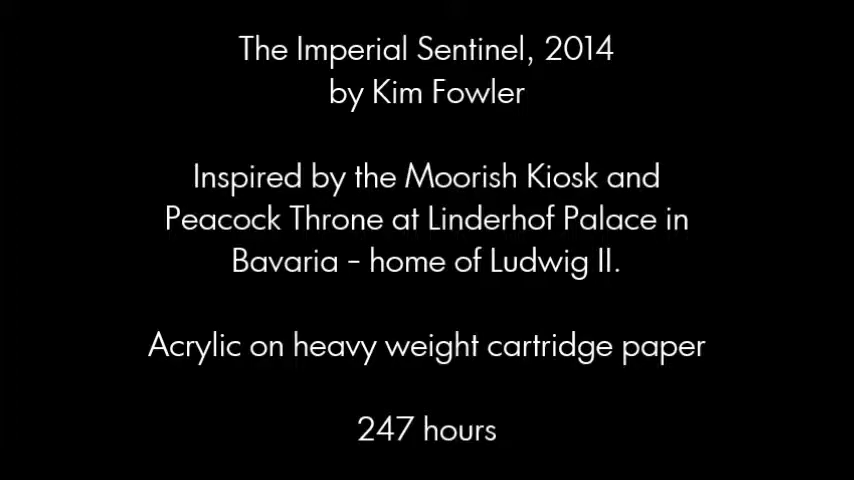 The Imperial Sentinel, 2014
by Kim Fowler
Inspired by the Moorish Kiosk and
Peacock Throne at Linderhof Palace in
Bavaria – home of Ludwig II.
Acrylic on heavy weight cartridge paper
247 hours